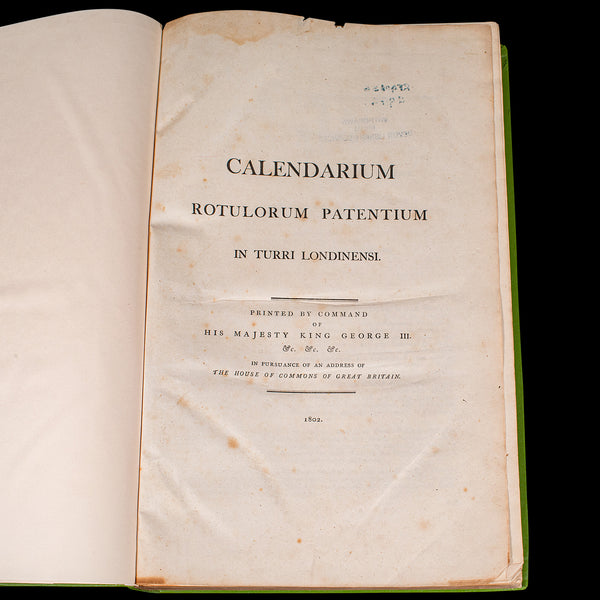 CALENDARIUM
ROTULORUM PATENTIUM
IN TURRI LONDINENSI.
PRINTED BY COMMAND
OF
HIS MAJESTY KING GEORGE III.
&c. &c. &c.
IN PURSUANCE OF AN ADDRESS OF
THE HOUSE OF COMMONS OF GREAT BRITAIN.
1802.